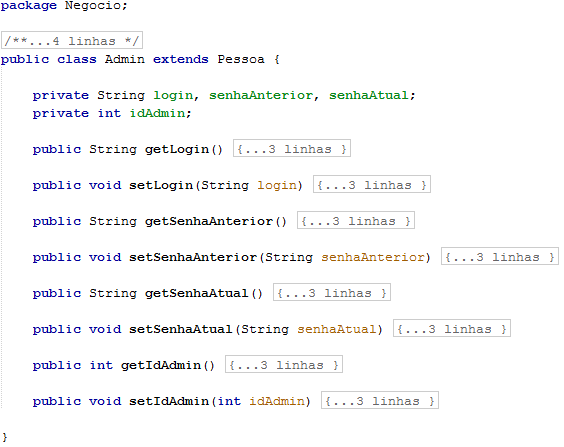 package Negocio;
/**...4 linhas */
public class Admin extends Pessoa {
private String login, senhaAnterior, senhaAtual;
private int idAdmin;
public String getLogin() {...3 linhas }
public void setLogin(String login) {...3 linhas }
public String getSenhaAnterior() {...3 linhas }
public void setSenhaAnterior(String senhaAnterior) {...3 linhas }
public String getSenhaAtual() {...3 linhas }
public void setSenhaAtual(String senhaAtual) {...3 linhas }
public int getIdAdmin() {...3 linhas }
public void setIdAdmin(int idAdmin) {...3 linhas }
}